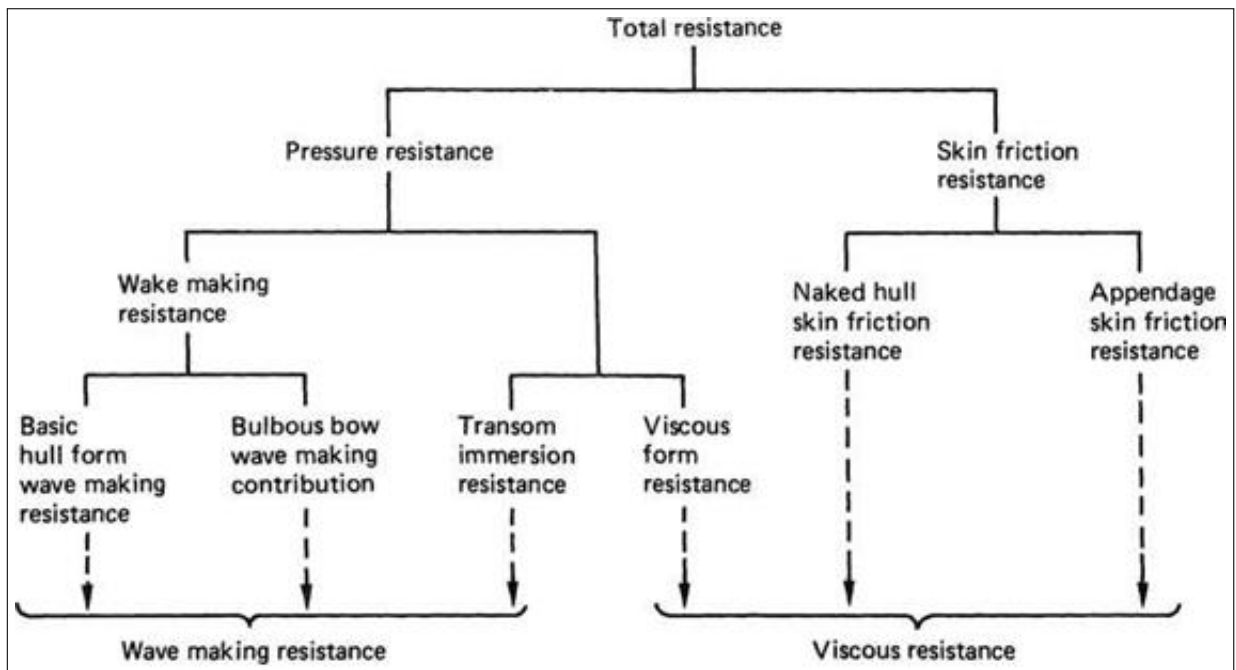 Total resistance
Pressure resistance
Skin friction
resistance
Wake making
resistance
Naked hull
skin friction
resistance
Appendage
skin friction
resistance
Basic
hull form
wave making
resistance
Bulbous bow
wave making
contribution
Transom
immersion
resistance
Viscous
form
resistance
Wave making resistance
Viscous resistance